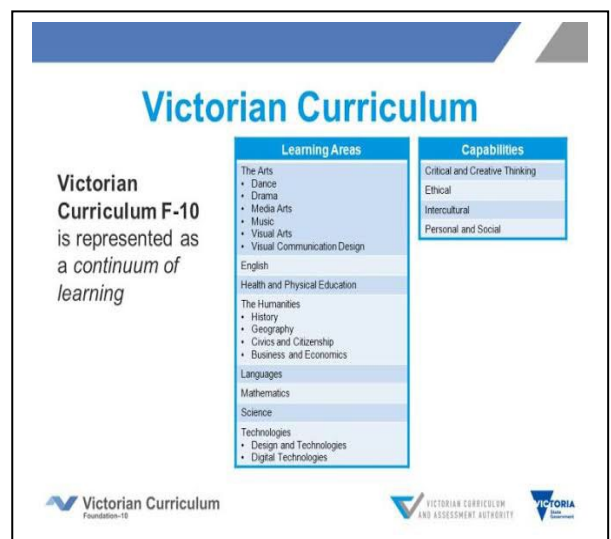 Victorian Curriculum
Victorian
Curriculum F-10
is represented as
a continuum of
learning
Learning Areas
The Arts
• Dance
• Drama
• Media Arts
• Music
• Visual Arts
• Visual Communication Design
English
Health and Physical Education
The Humanities
• History
• Geography
• Civics and Citizenship
• Business and Economics
Languages
Mathematics
Science
Technologies
• Design and Technologies
• Digital Technologies
Capabilities
Critical and Creative Thinking
Ethical
Intercultural
Personal and Social
Victorian Curriculum
Foundation–10
VICTORIAN CURRICULUM
AND ASSESSMENT AUTHORITY
VICTORIA
State
Government